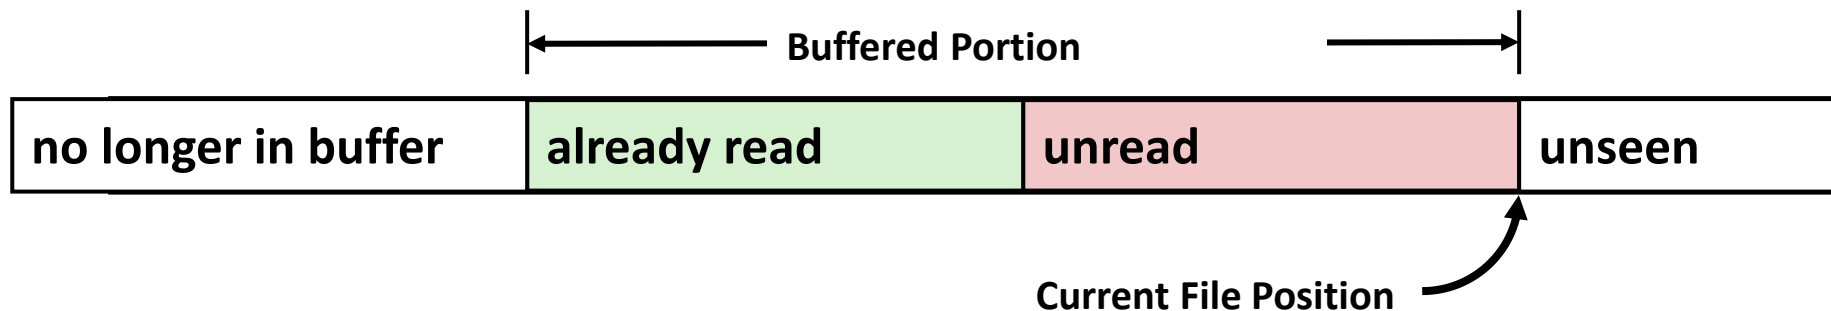 Buffered Portion
no longer in buffer
already read
unread
unseen
Current File Position